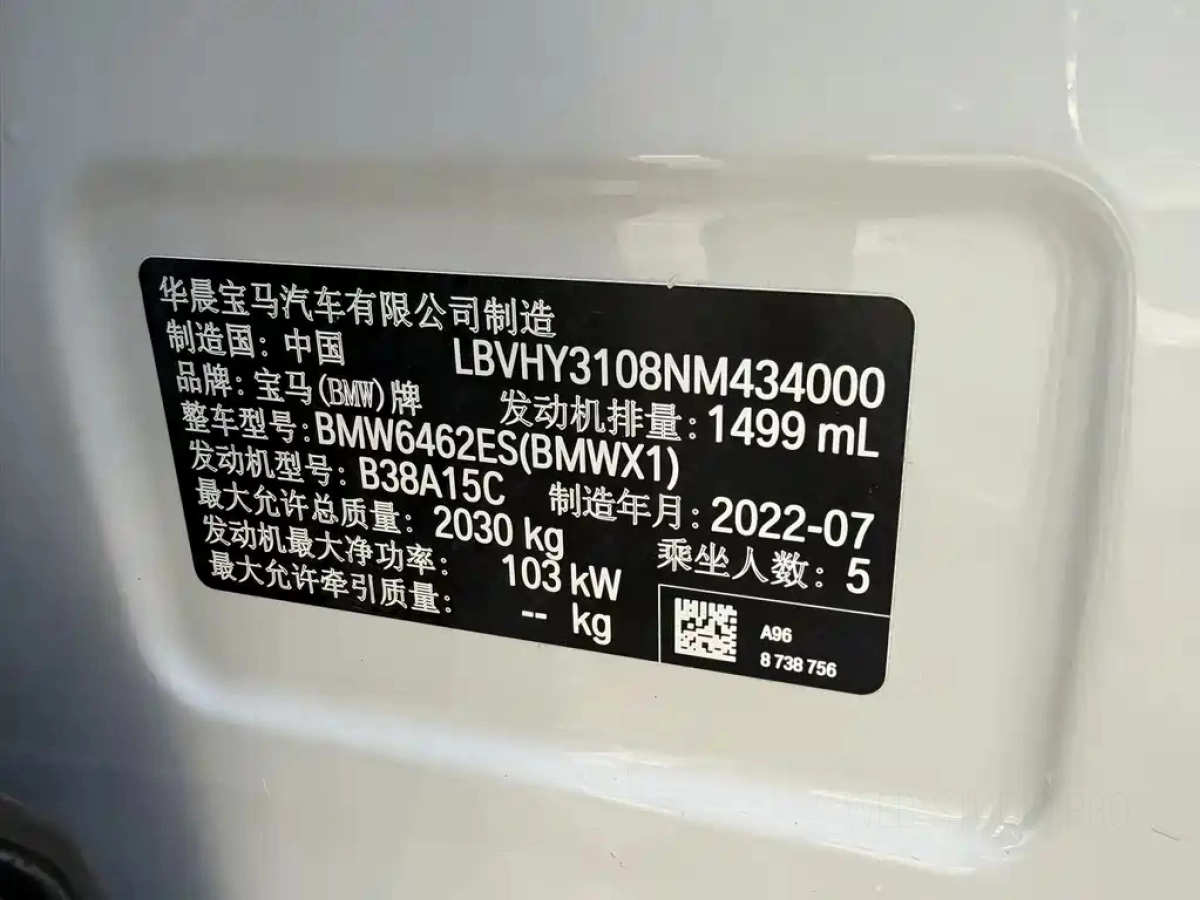 华晨宝马汽车有限公司制造
制造国：中国 LBVHY3108NM434000
品牌：宝马(BMW)牌 发动机排量：1499 mL
整车型号：BMW6462ES(BMWX1)
发动机型号：B38A15C 制造年月：2022-07
最大允许总质量：2030 kg 乘坐人数：5
发动机最大净功率：103 kW
最大允许牵引质量：-- kg
A96
8 738 756
WEB-STUDIO PRO